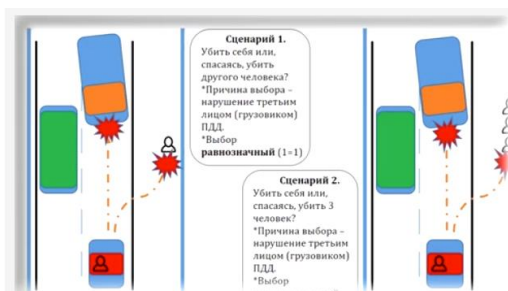 Сценарий 1.
Убить себя или,
спасаясь, убить
другого человека?
*Причина выбора –
нарушение третьим
лицом (грузовиком)
ПДД.
*Выбор
равнозначный (1=1)
Сценарий 2.
Убить себя или,
спасаясь, убить 3
человек?
*Причина выбора –
нарушение третьим
лицом (грузовиком)
ПДД.
*Выбор